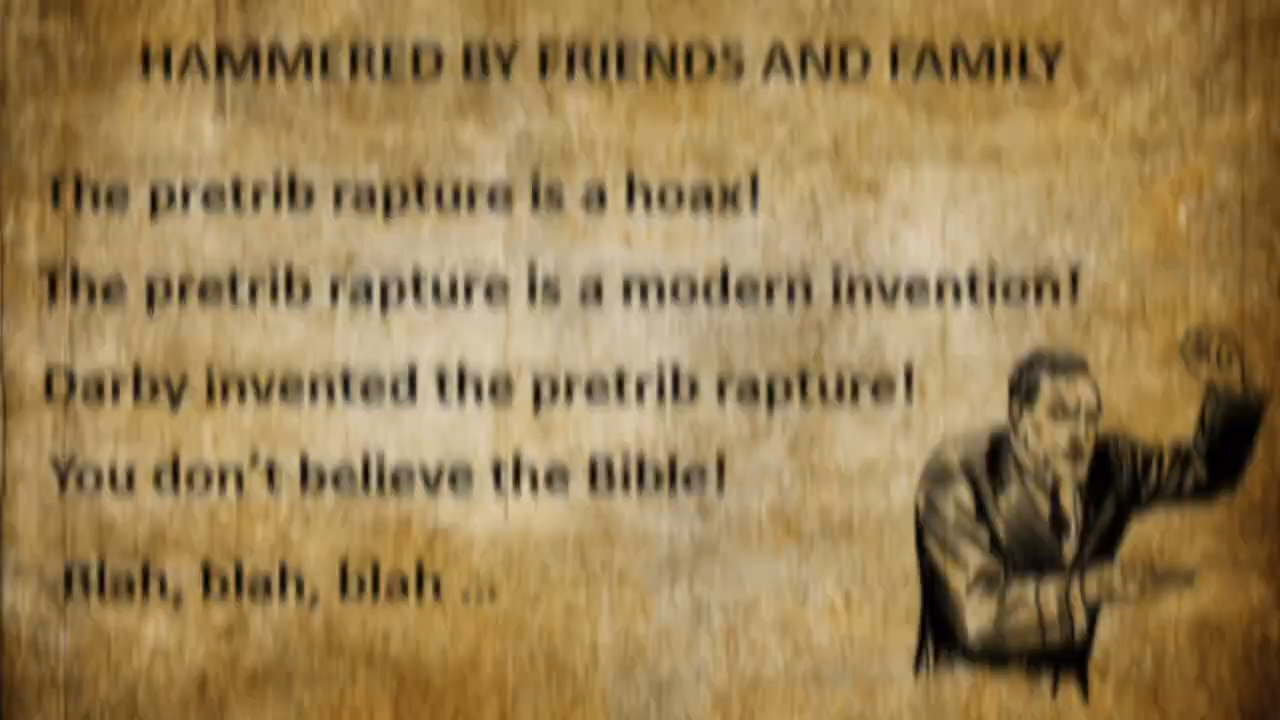 HAMMERED BY FRIENDS AND FAMILY
The pretrib rapture is a hoax!
The pretrib rapture is a modern invention!
Darby invented the pretrib rapture!
You don't believe the Bible!
Blah, blah, blah ...